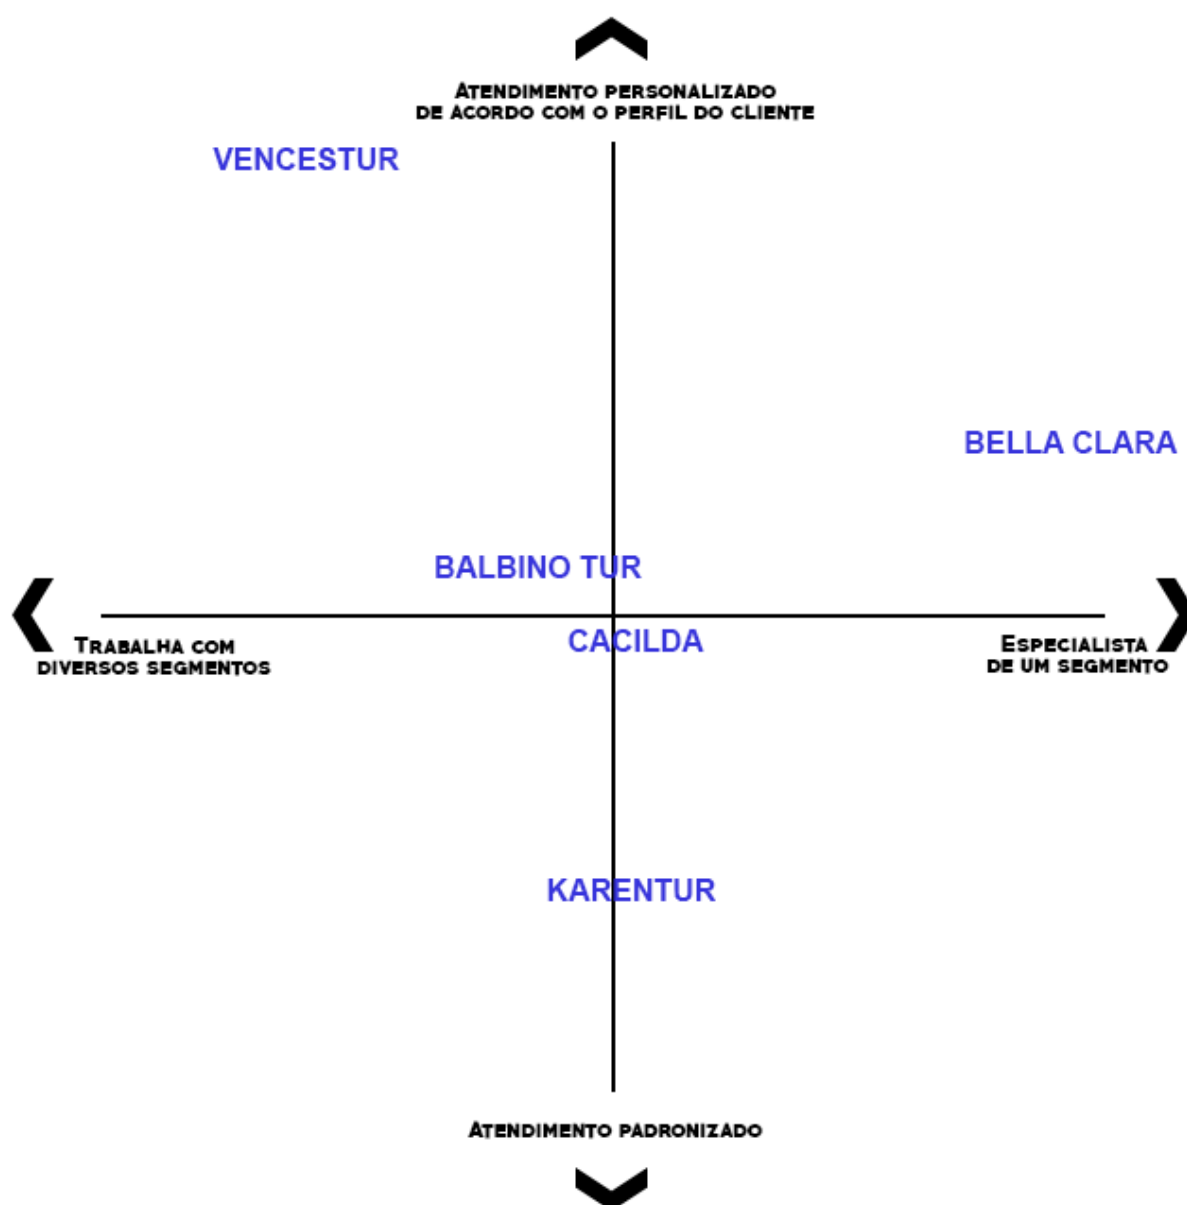 ATENDIMENTO PERSONALIZADO
DE ACORDO COM O PERFIL DO CLIENTE
VENCESTUR
BELLA CLARA
BALBINO TUR
CACILDA
TRABALHA COM
DIVERSOS SEGMENTOS
ESPECIALISTA
DE UM SEGMENTO
KARENTUR
ATENDIMENTO PADRONIZADO